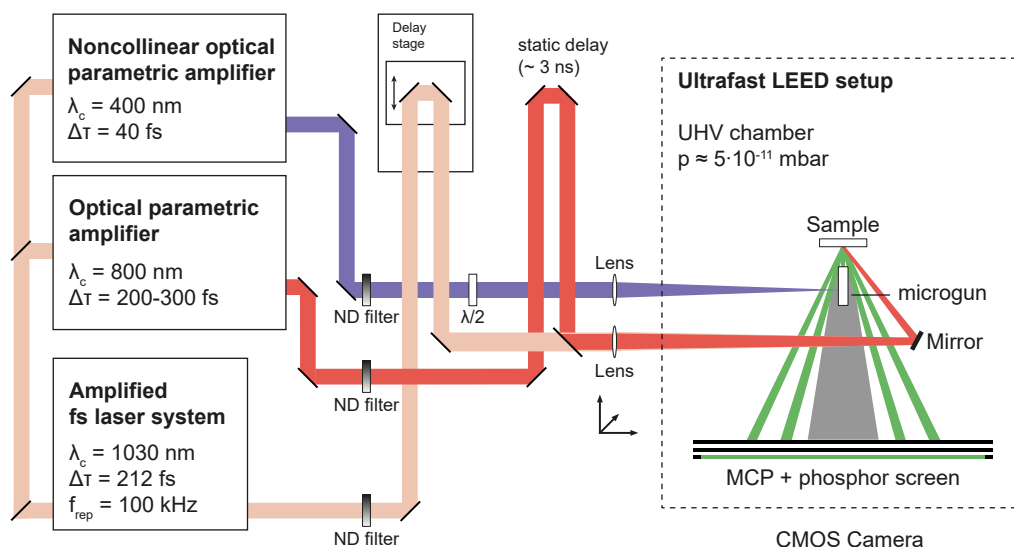 Noncollinear optical
parametric amplifier
λc = 400 nm
Δτ = 40 fs
Optical parametric
amplifier
λc = 800 nm
Δτ = 200-300 fs
Amplified
fs laser system
λc = 1030 nm
Δτ = 212 fs
frep = 100 kHz
Delay
stage
static delay
(~ 3 ns)
ND filter
λ/2
ND filter
ND filter
Lens
Lens
Ultrafast LEED setup
UHV chamber
p ≈ 5·10⁻¹¹ mbar
Sample
microgun
Mirror
MCP + phosphor screen
CMOS Camera